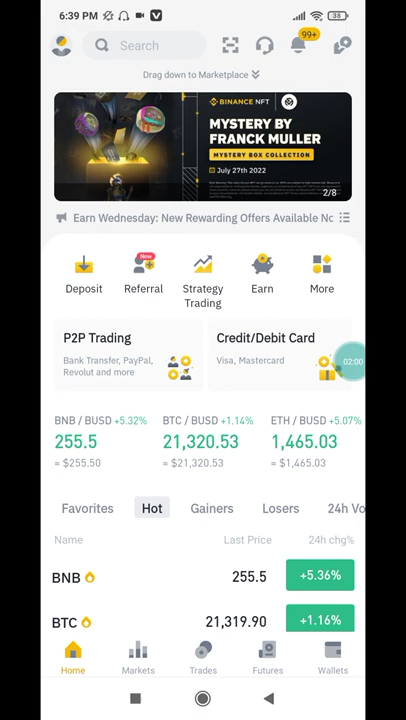 6:39 PM
38
Search
99+
Drag down to Marketplace
BINANCE NFT
MYSTERY BY
FRANCK MULLER
MYSTERY BOX COLLECTION
July 27th 2022
2/8
Earn Wednesday: New Rewarding Offers Available Nc
New
Deposit
Referral
Strategy
Trading
Earn
More
P2P Trading
Bank Transfer, PayPal,
Revolut and more
Credit/Debit Card
Visa, Mastercard
02:00
BNB / BUSD +5.32%
BTC / BUSD +1.14%
ETH / BUSD +5.07%
255.5
21,320.53
1,465.03
≈ $255.50
≈ $21,320.53
≈ $1,465.03
Favorites
Hot
Gainers
Losers
24h Vo
Name
Last Price
24h chg%
BNB
255.5
+5.36%
BTC
21,319.90
+1.16%
Home
Markets
Trades
Futures
Wallets